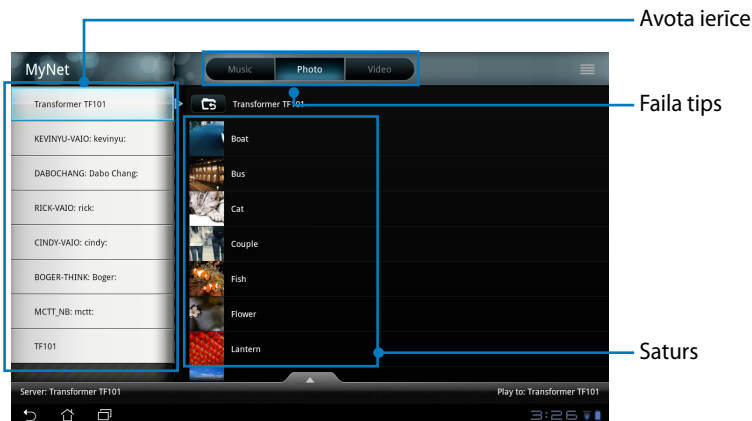 Avota ierīce
MyNet
Music Photo Video
Transformer TF101
Transformer TF101
Faila tips
KEVINYU-VAIO: kevinyu:
Boat
DABOCHANG: Dabo Chang:
Bus
RICK-VAIO: rick:
Cat
CINDY-VAIO: cindy:
Couple
BOGER-THINK: Boger:
Fish
MCTT_NB: mctt:
Flower
TF101
Lantern
Saturs
Server: Transformer TF101
Play to: Transformer TF101
3:26